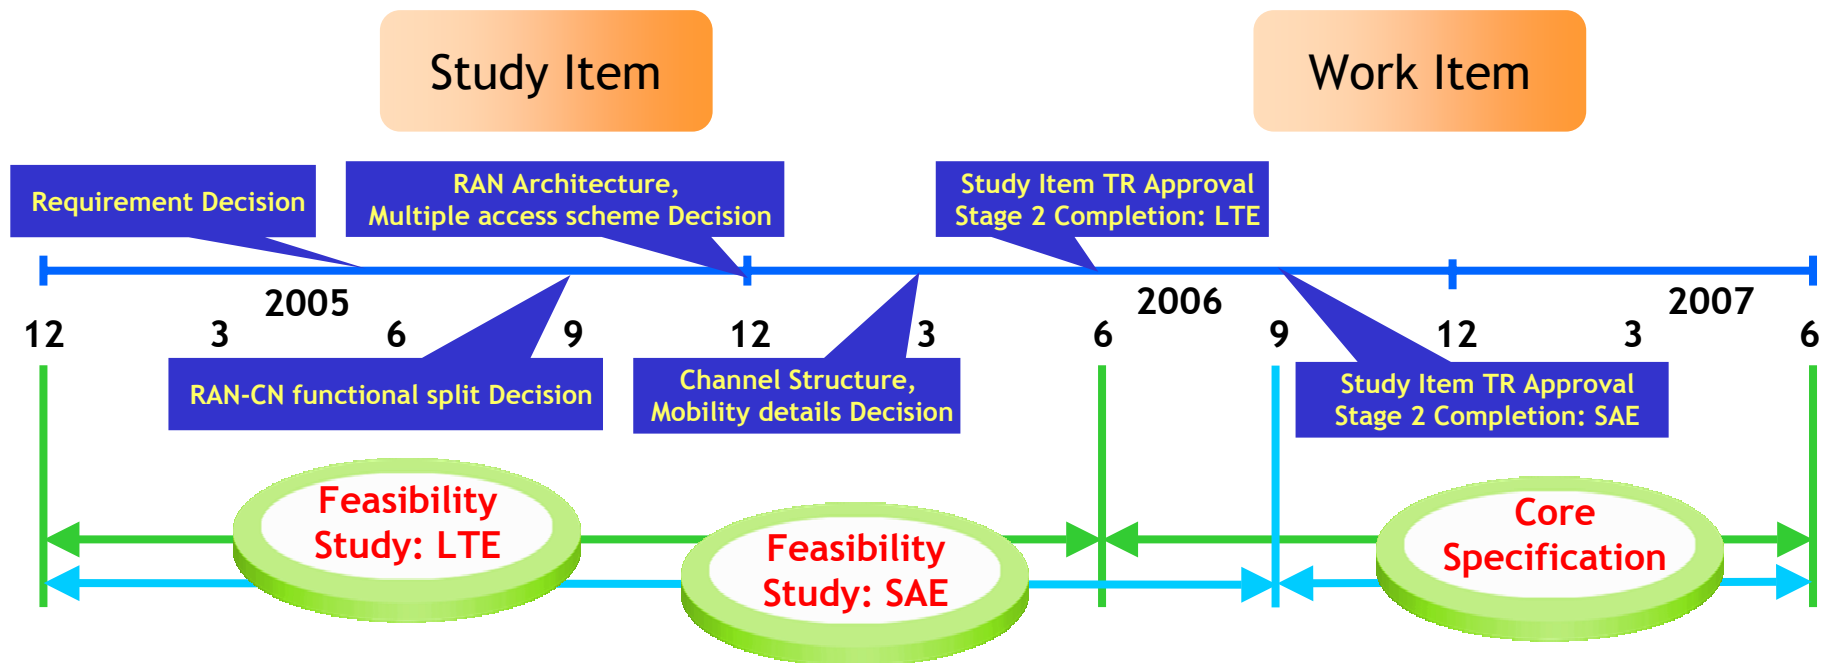 Study Item
Work Item
Requirement Decision
RAN Architecture,
Multiple access scheme Decision
Study Item TR Approval
Stage 2 Completion: LTE
2005
2006
2007
12 3 6 9 12 3 6 9 12 3 6
RAN-CN functional split Decision
Channel Structure,
Mobility details Decision
Study Item TR Approval
Stage 2 Completion: SAE
Feasibility
Study: LTE
Feasibility
Study: SAE
Core
Specification